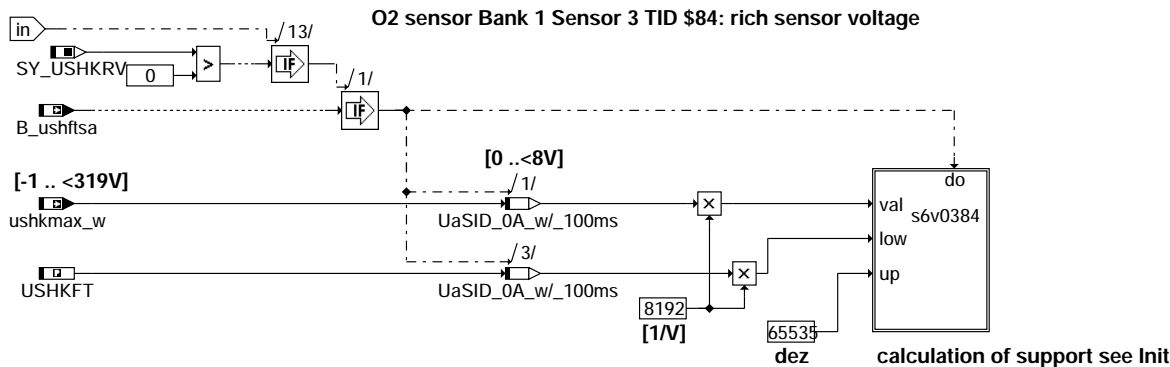 O2 sensor Bank 1 Sensor 3 TID $84: rich sensor voltage
in
/13/
SY_USHKRV
0
>
IF
/1/
B_ushftsa
IF
[0 ..<8V]
[-1 .. <319V]
/1/
do
ushkmax_w
UaSID_0A_w/_100ms
×
val
s6v0384
low
/3/
up
USHKFT
UaSID_0A_w/_100ms
×
8192
[1/V]
65535
dez
calculation of support see Init